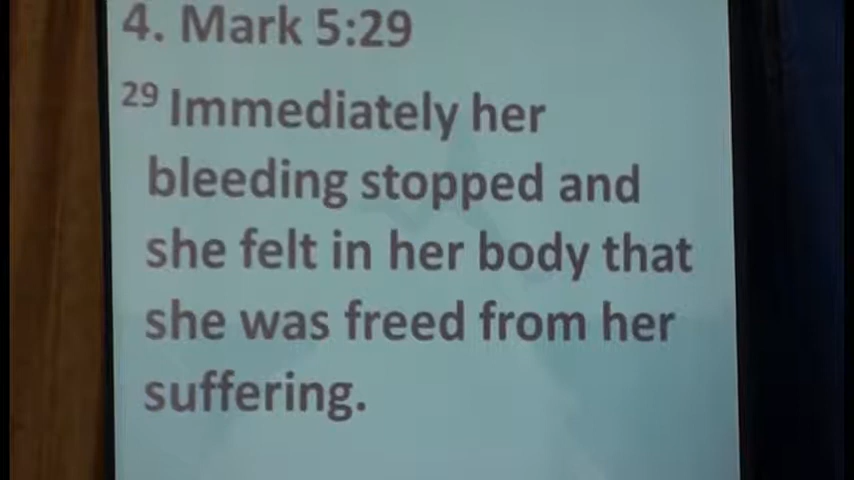 4. Mark 5:29
29 Immediately her
bleeding stopped and
she felt in her body that
she was freed from her
suffering.